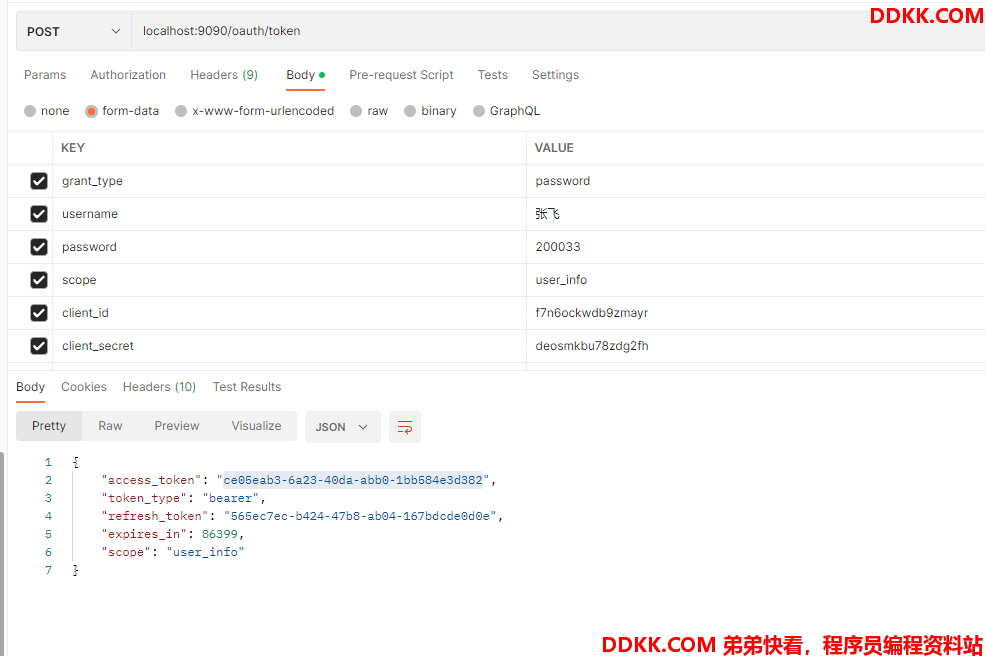 DDKK.COM
POST localhost:9090/oauth/token
Params Authorization Headers (9) Body Pre-request Script Tests Settings
none form-data x-www-form-urlencoded raw binary GraphQL
KEY VALUE
grant_type password
username 张飞
password 200033
scope user_info
client_id f7n6ockwdb9zmayr
client_secret deosmkbu78zdg2fh
Body Cookies Headers (10) Test Results
Pretty Raw Preview Visualize JSON
1 {
2 "access_token": "ce05eab3-6a23-40da-abb0-1bb584e3d382",
3 "token_type": "bearer",
4 "refresh_token": "565ec7ec-b424-47b8-ab04-167bdcde0d0e",
5 "expires_in": 86399,
6 "scope": "user_info"
7 }
DDKK.COM 弟弟快看，程序员编程资料站